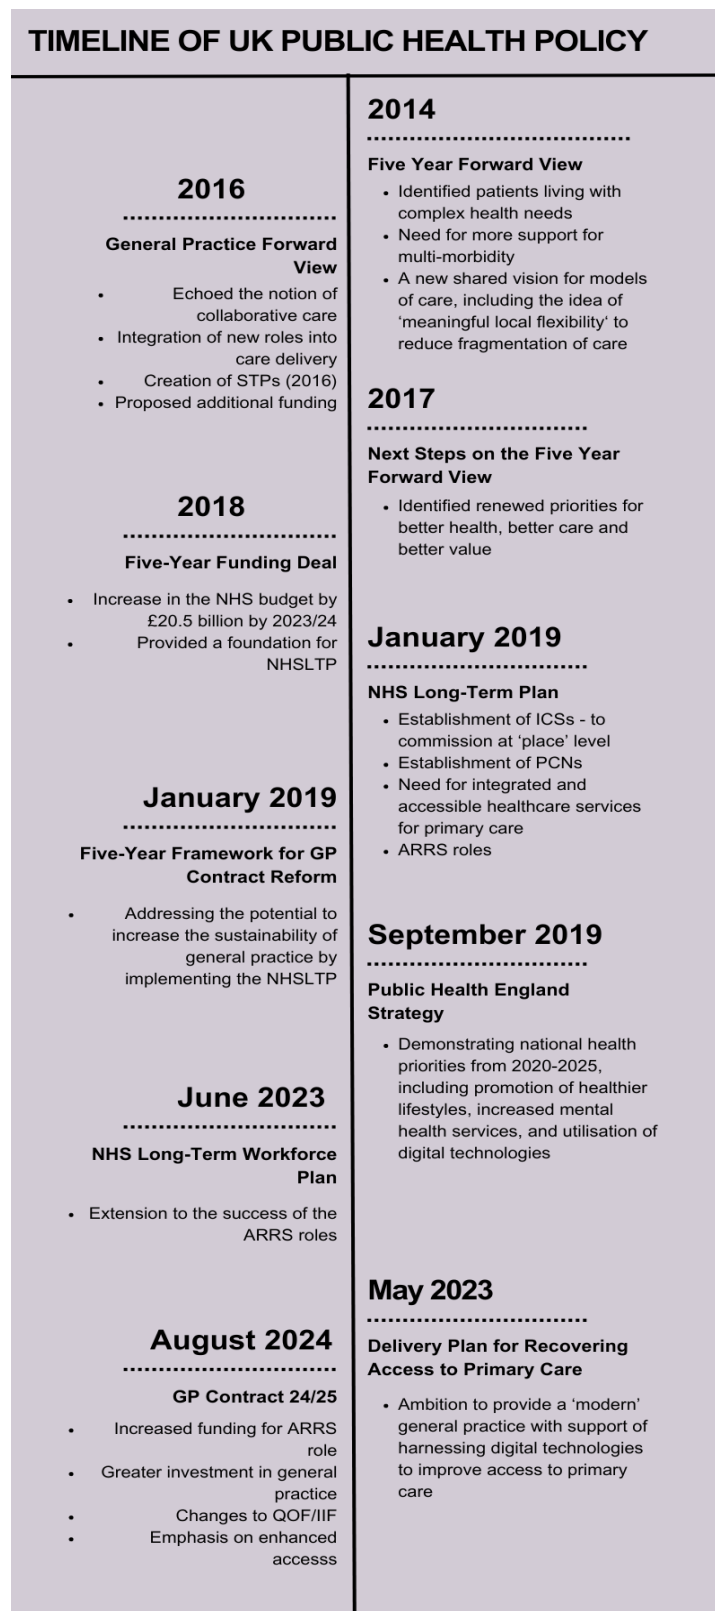 TIMELINE OF UK PUBLIC HEALTH POLICY
2014
Five Year Forward View
• Identified patients living with
complex health needs
• Need for more support for
multi-morbidity
• A new shared vision for models
of care, including the idea of
‘meaningful local flexibility‘ to
reduce fragmentation of care
2016
General Practice Forward
View
• Echoed the notion of
collaborative care
• Integration of new roles into
care delivery
• Creation of STPs (2016)
• Proposed additional funding
2017
Next Steps on the Five Year
Forward View
• Identified renewed priorities for
better health, better care and
better value
2018
Five-Year Funding Deal
• Increase in the NHS budget by
£20.5 billion by 2023/24
• Provided a foundation for
NHSLTP
January 2019
NHS Long-Term Plan
• Establishment of ICSs - to
commission at ‘place’ level
• Establishment of PCNs
• Need for integrated and
accessible healthcare services
for primary care
• ARRS roles
January 2019
Five-Year Framework for GP
Contract Reform
• Addressing the potential to
increase the sustainability of
general practice by
implementing the NHSLTP
September 2019
Public Health England
Strategy
• Demonstrating national health
priorities from 2020-2025,
including promotion of healthier
lifestyles, increased mental
health services, and utilisation of
digital technologies
June 2023
NHS Long-Term Workforce
Plan
• Extension to the success of the
ARRS roles
May 2023
Delivery Plan for Recovering
Access to Primary Care
• Ambition to provide a ‘modern’
general practice with support of
harnessing digital technologies
to improve access to primary
care
August 2024
GP Contract 24/25
• Increased funding for ARRS
role
• Greater investment in general
practice
• Changes to QOF/IIF
• Emphasis on enhanced
accesss